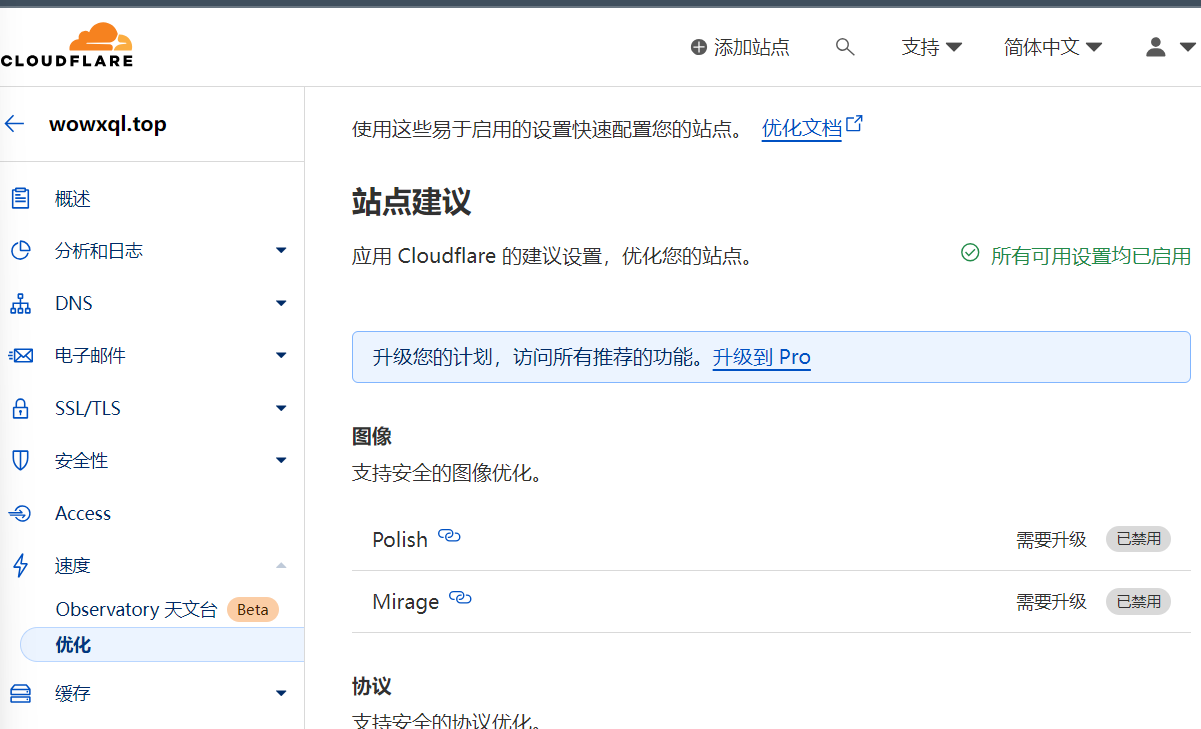 CLOUDFLARE
添加站点
支持
简体中文
wowxql.top
概述
分析和日志
DNS
电子邮件
SSL/TLS
安全性
Access
速度
Observatory 天文台 Beta
优化
缓存
使用这些易于启用的设置快速配置您的站点。 优化文档
站点建议
应用 Cloudflare 的建议设置，优化您的站点。
所有可用设置均已启用
升级您的计划，访问所有推荐的功能。升级到 Pro
图像
支持安全的图像优化。
Polish 需要升级 已禁用
Mirage 需要升级 已禁用
协议
支持安全的协议优化。